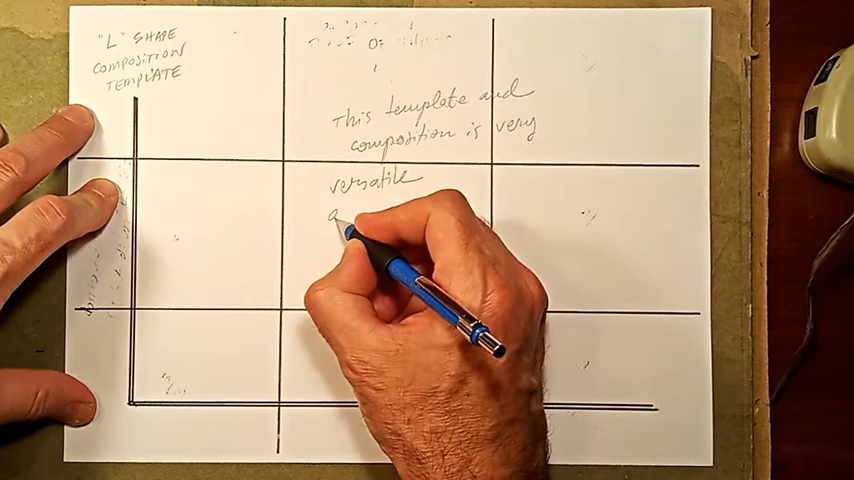 "L" SHAPE
COMPOSITION
TEMPLATE
OF
This template and
composition is very
versatile
a